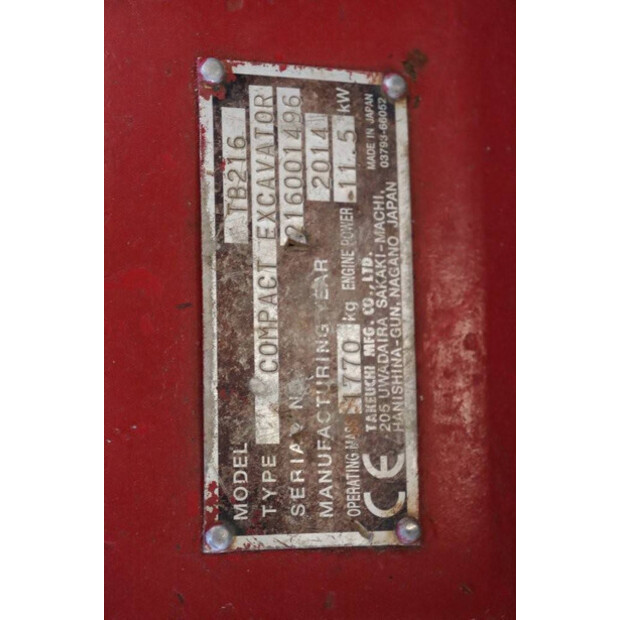 MODEL TB216
TYPE COMPACT EXCAVATOR
SERIAL N 216001496
MANUFACTURING YEAR 2014
OPERATING MASS 1770 kg ENGINE POWER 11.5 kW
TAKEUCHI MFG. CO., LTD.
205 UWADAIRA SAKAKI-MACHI,
HANISHINA-GUN, NAGANO JAPAN
MADE IN JAPAN
03793-66052
CE